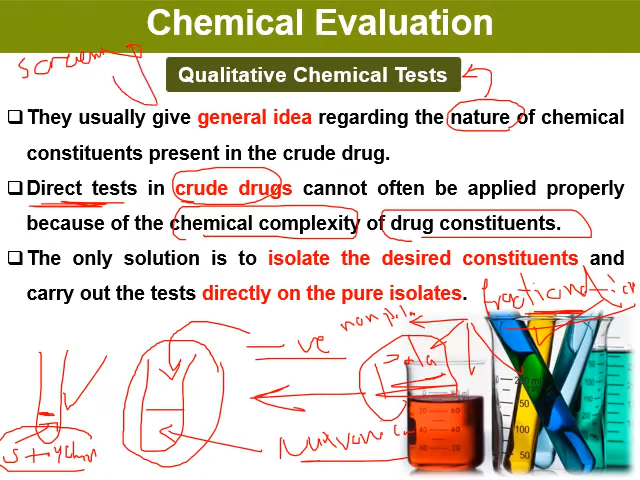 Chemical Evaluation
Screening
Qualitative Chemical Tests
❑ They usually give general idea regarding the nature of chemical
constituents present in the crude drug.
❑ Direct tests in crude drugs cannot often be applied properly
because of the chemical complexity of drug constituents.
❑ The only solution is to isolate the desired constituents and
carry out the tests directly on the pure isolates.
- ve